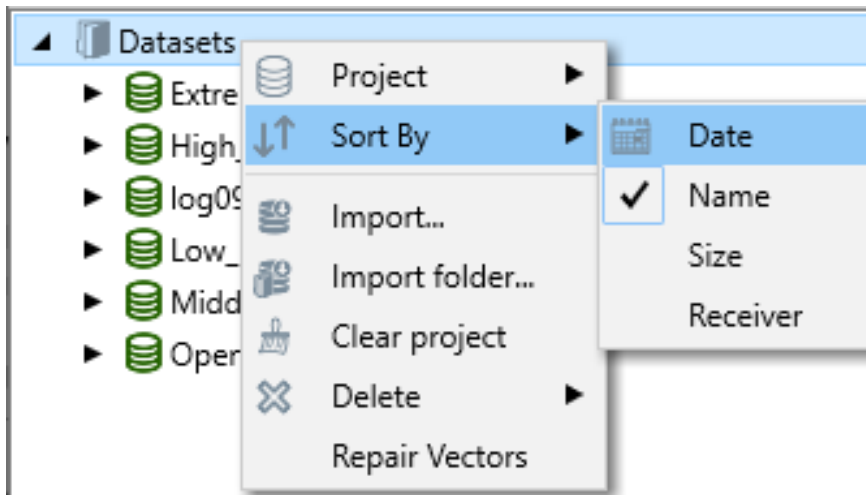 Datasets
Extre
High_
log09
Low_
Midd
Oper
Project
Sort By
Import...
Import folder...
Clear project
Delete
Repair Vectors
Date
Name
Size
Receiver